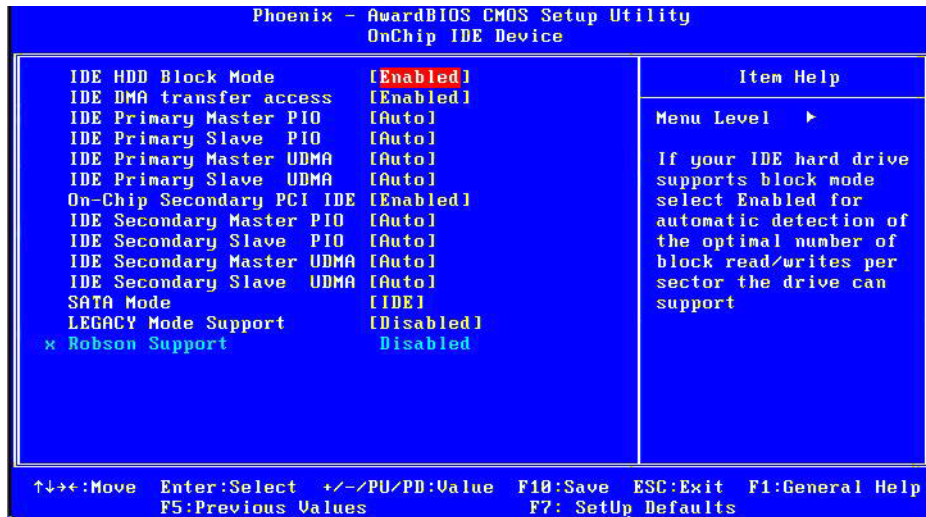 Phoenix - AwardBIOS CMOS Setup Utility
OnChip IDE Device
IDE HDD Block Mode [Enabled]
IDE DMA transfer access [Enabled]
IDE Primary Master PIO [Auto]
IDE Primary Slave PIO [Auto]
IDE Primary Master UDMA [Auto]
IDE Primary Slave UDMA [Auto]
On-Chip Secondary PCI IDE [Enabled]
IDE Secondary Master PIO [Auto]
IDE Secondary Slave PIO [Auto]
IDE Secondary Master UDMA [Auto]
IDE Secondary Slave UDMA [Auto]
SATA Mode [IDE]
LEGACY Mode Support [Disabled]
x Robson Support Disabled
Item Help
Menu Level ►
If your IDE hard drive
supports block mode
select Enabled for
automatic detection of
the optimal number of
block read/writes per
sector the drive can
support
↑↓→←:Move Enter:Select +/-/PU/PD:Value F10:Save ESC:Exit F1:General Help
F5:Previous Values F7: SetUp Defaults